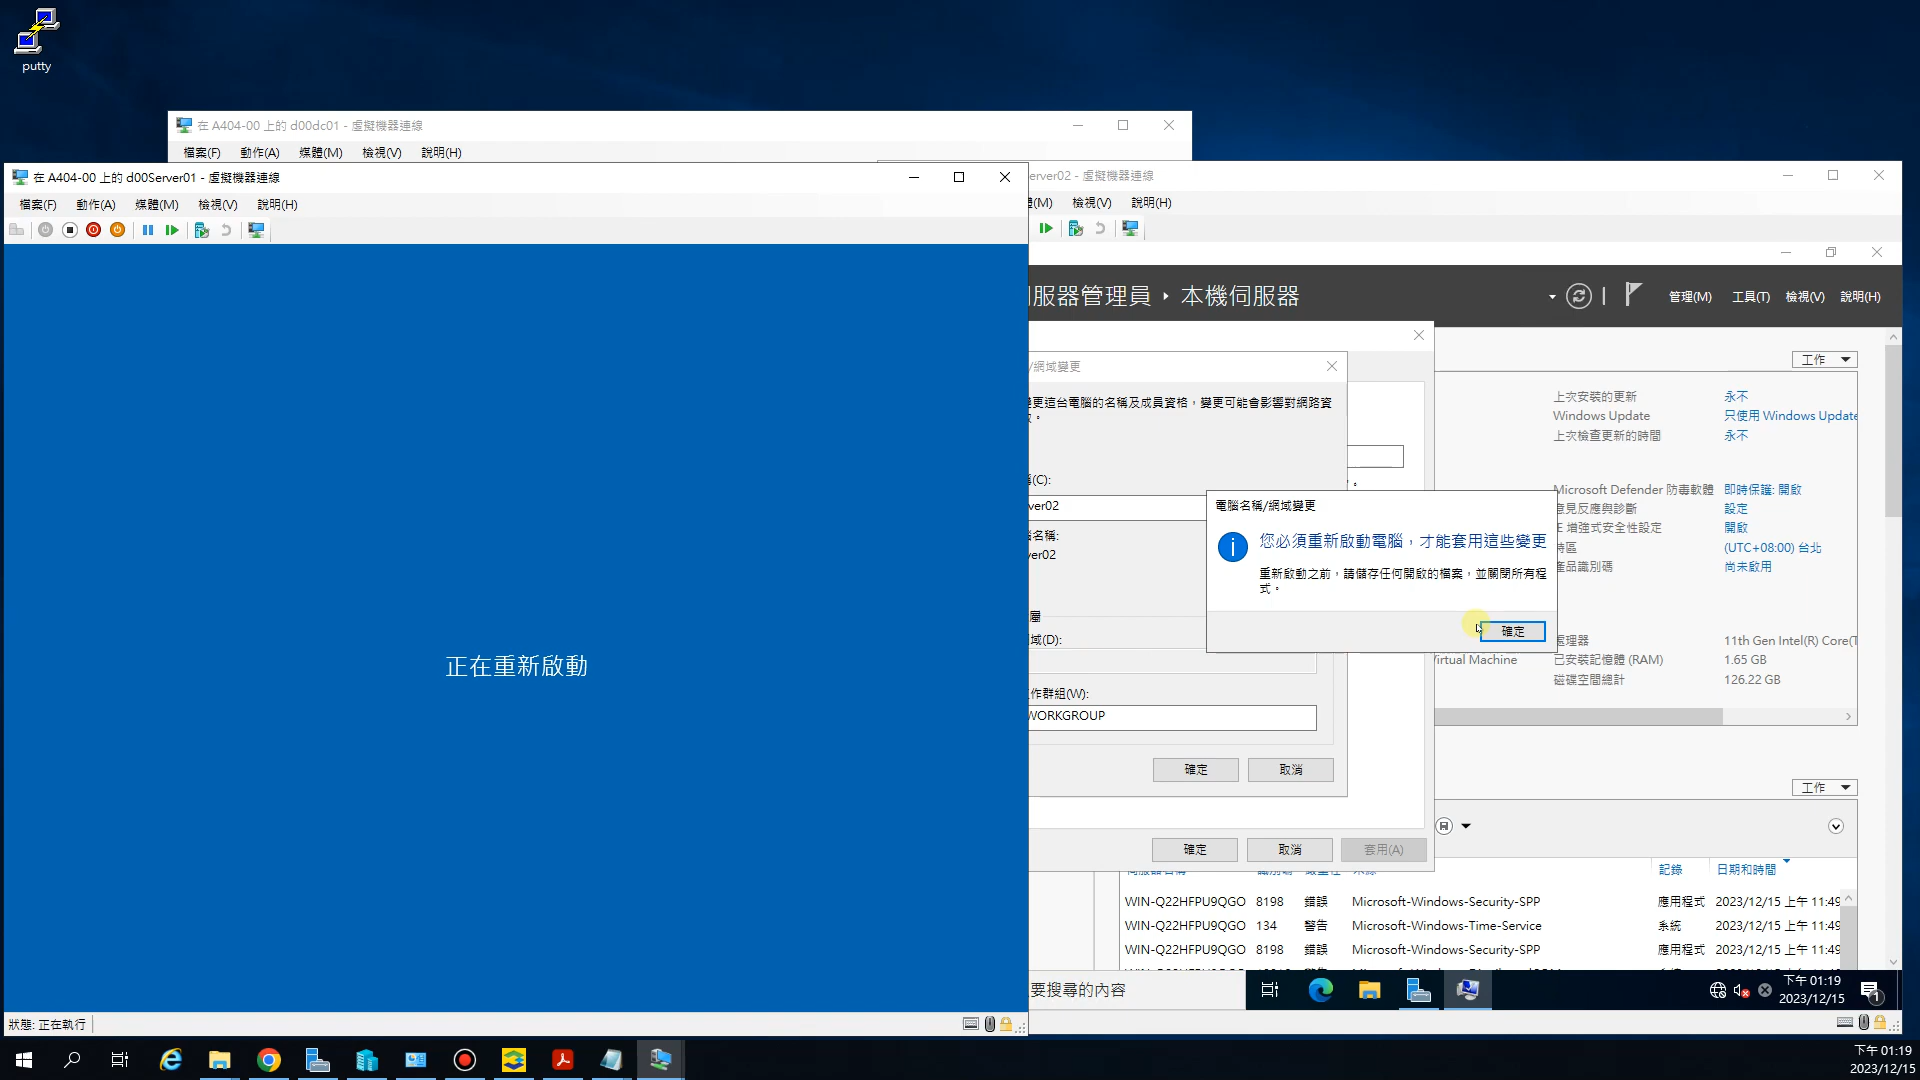 putty
在 A404-00 上的 d00dc01 - 虛擬機器連線
檔案(F) 動作(A) 媒體(M) 檢視(V) 說明(H)
在 A404-00 上的 d00Server01 - 虛擬機器連線
檔案(F) 動作(A) 媒體(M) 檢視(V) 說明(H)
正在重新啟動
狀態: 正在執行
erver02 - 虛擬機器連線
(M) 檢視(V) 說明(H)
服器管理員 ‣ 本機伺服器
管理(M) 工具(T) 檢視(V) 說明(H)
工作
上次安裝的更新 永不
Windows Update 只使用 Windows Update
上次檢查更新的時間 永不
Microsoft Defender 防毒軟體 即時保護: 開啟
意見反應與診斷 設定
E 增強式安全性設定 開啟
時區 (UTC+08:00) 台北
產品識別碼 尚未啟用
處理器 11th Gen Intel(R) Core(T
已安裝記憶體 (RAM) 1.65 GB
磁碟空間總計 126.22 GB
Virtual Machine
/網域變更
更這台電腦的名稱及成員資格，變更可能會影響對網路資
。
(C):
ver02
名稱:
ver02
屬
域(D):
作群組(W):
WORKGROUP
確定 取消
確定 取消 套用(A)
電腦名稱/網域變更
您必須重新啟動電腦，才能套用這些變更
重新啟動之前，請儲存任何開啟的檔案，並關閉所有程
式。
確定
工作
記錄 日期和時間
WIN-Q22HFPU9QGO 8198 錯誤 Microsoft-Windows-Security-SPP 應用程式 2023/12/15 上午 11:49
WIN-Q22HFPU9QGO 134 警告 Microsoft-Windows-Time-Service 系統 2023/12/15 上午 11:49
WIN-Q22HFPU9QGO 8198 錯誤 Microsoft-Windows-Security-SPP 應用程式 2023/12/15 上午 11:49
要搜尋的內容
下午 01:19
2023/12/15
1
下午 01:19
2023/12/15